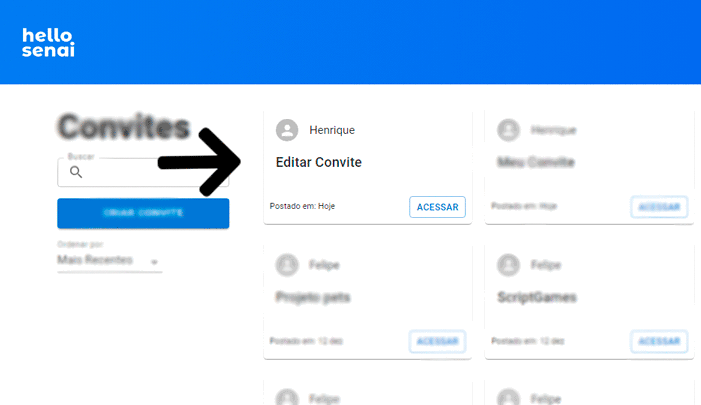 hello
senai
Convites
Buscar
CRIAR CONVITE
Ordenar por
Mais Recentes
Henrique
Editar Convite
Postado em: Hoje
ACESSAR
Henrique
Meu Convite
Postado em: Hoje
ACESSAR
Felipe
Projeto pets
Postado em: 12 dez
ACESSAR
Felipe
ScriptGames
Postado em: 12 dez
ACESSAR
Felipe
Felipe